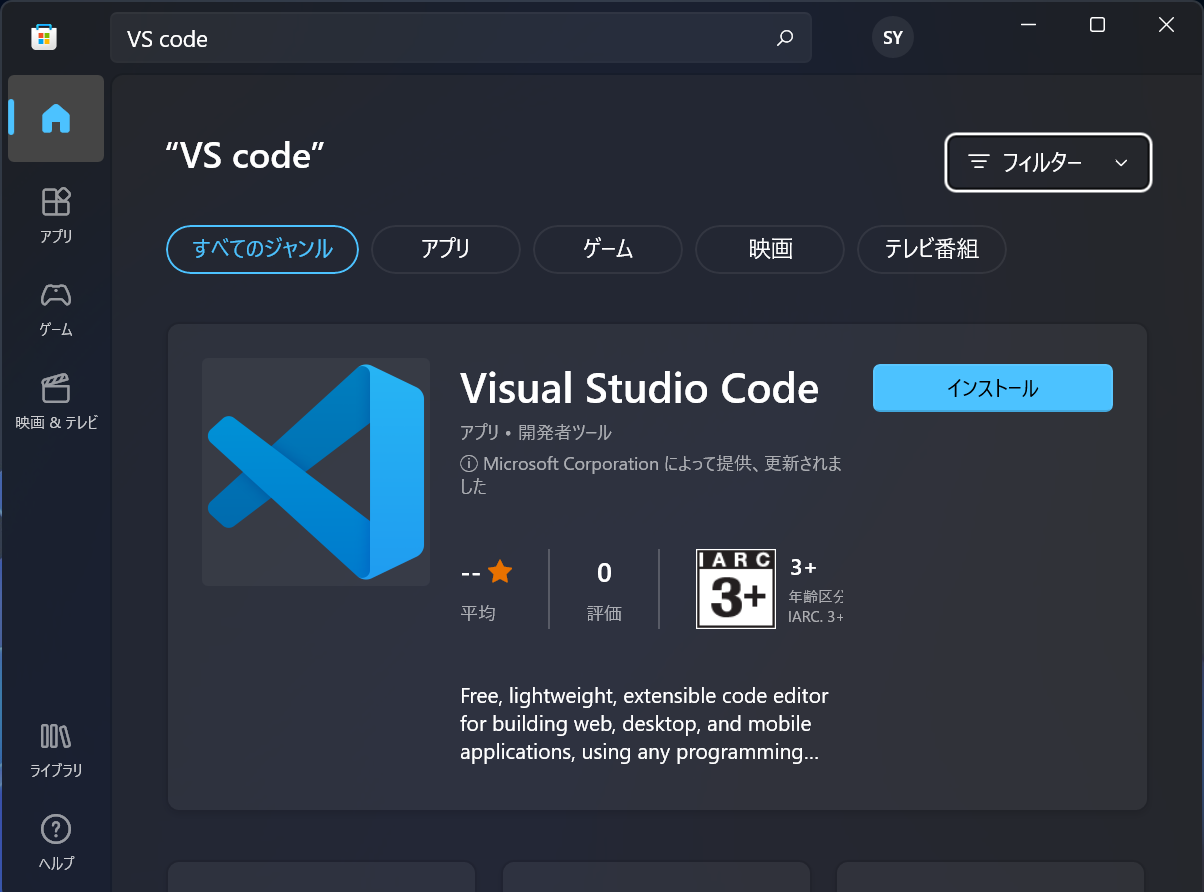 VS code
SY
“VS code”
フィルター
すべてのジャンル
アプリ
ゲーム
映画
テレビ番組
アプリ
ゲーム
映画 & テレビ
ライブラリ
ヘルプ
Visual Studio Code
インストール
アプリ • 開発者ツール
Microsoft Corporation によって提供、更新されま
した
--
平均
0
評価
IARC
3+
3+
年齢区分
IARC. 3+
Free, lightweight, extensible code editor
for building web, desktop, and mobile
applications, using any programming...